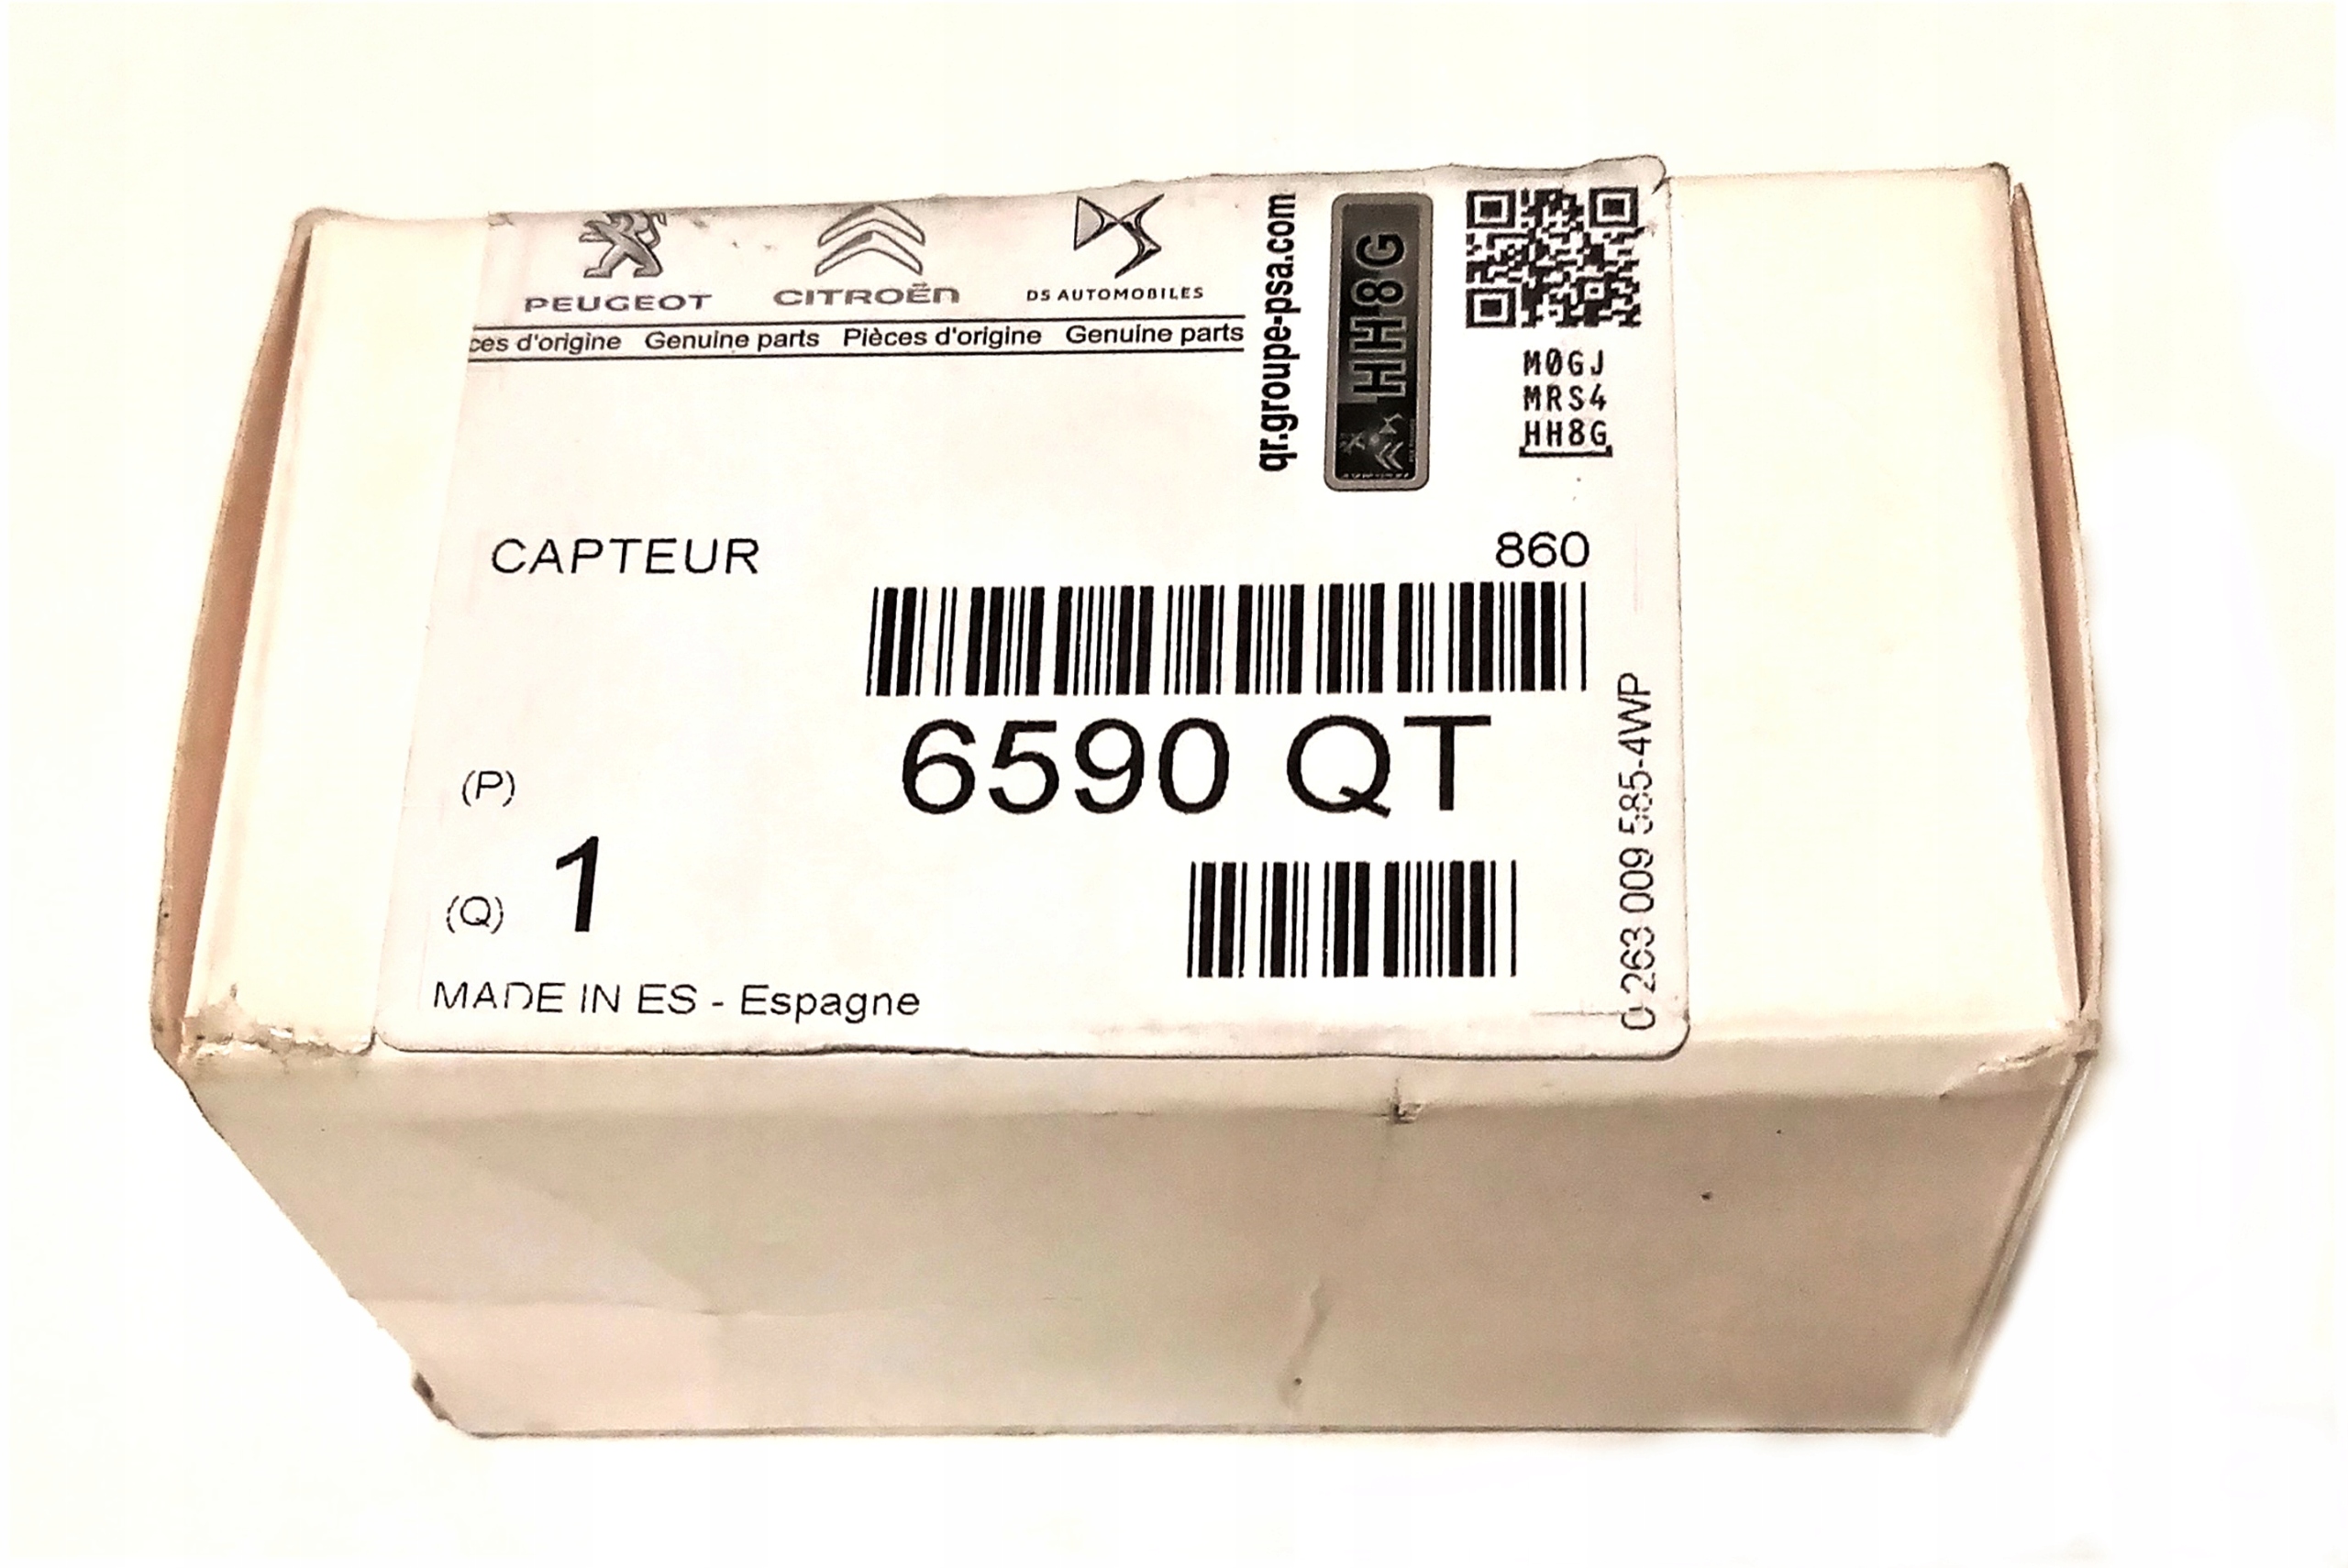 PEUGEOT
CITROËN
DS AUTOMOBILES
ces d'origine Genuine parts Pièces d'origine Genuine parts
qr.groupe-psa.com
HH8G
M0GJ
MRS4
HH8G
CAPTEUR
860
6590 QT
(P)
(Q) 1
MADE IN ES - Espagne
0 263 009 585-4WP